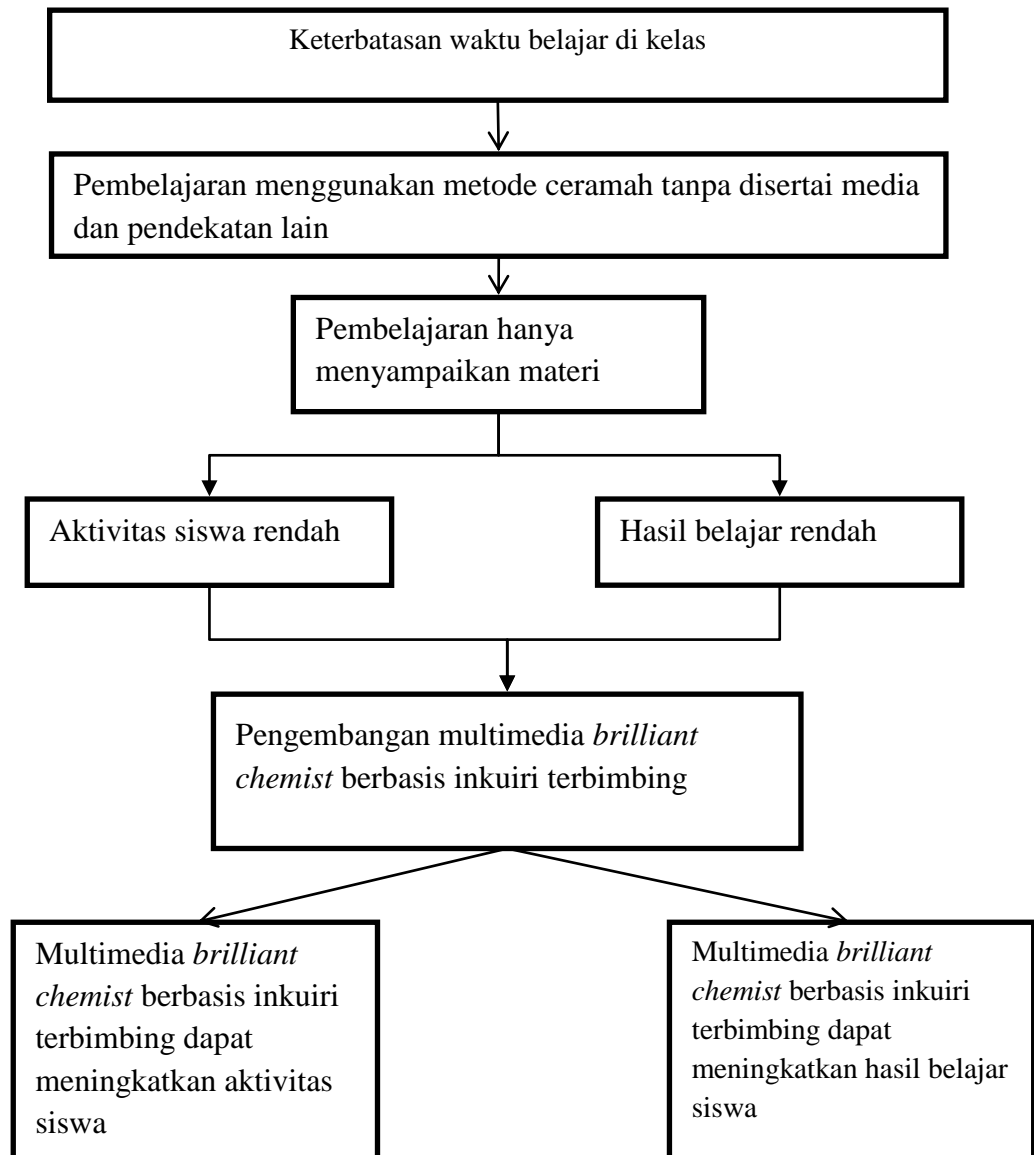 Keterbatasan waktu belajar di kelas
Pembelajaran menggunakan metode ceramah tanpa disertai media
dan pendekatan lain
Pembelajaran hanya
menyampaikan materi
Aktivitas siswa rendah
Hasil belajar rendah
Pengembangan multimedia brilliant
chemist berbasis inkuiri terbimbing
Multimedia brilliant
chemist berbasis inkuiri
terbimbing dapat
meningkatkan aktivitas
siswa
Multimedia brilliant
chemist berbasis inkuiri
terbimbing dapat
meningkatkan hasil belajar
siswa